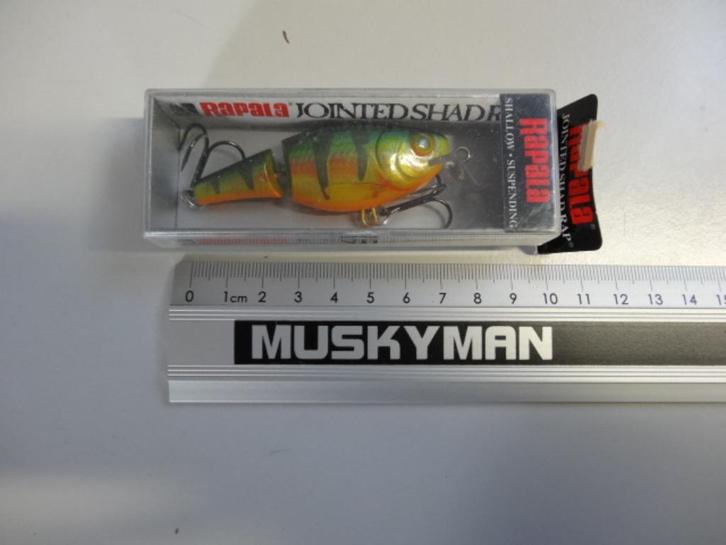 RAPALA® JOINTED SHAD R
RAPALA
SHALLOW • SUSPENDING
RAPALA
JOINTED SHAD RAP®
0 1cm 2 3 4 5 6 7 8 9 10 11 12 13 14 15
MUSKYMAN